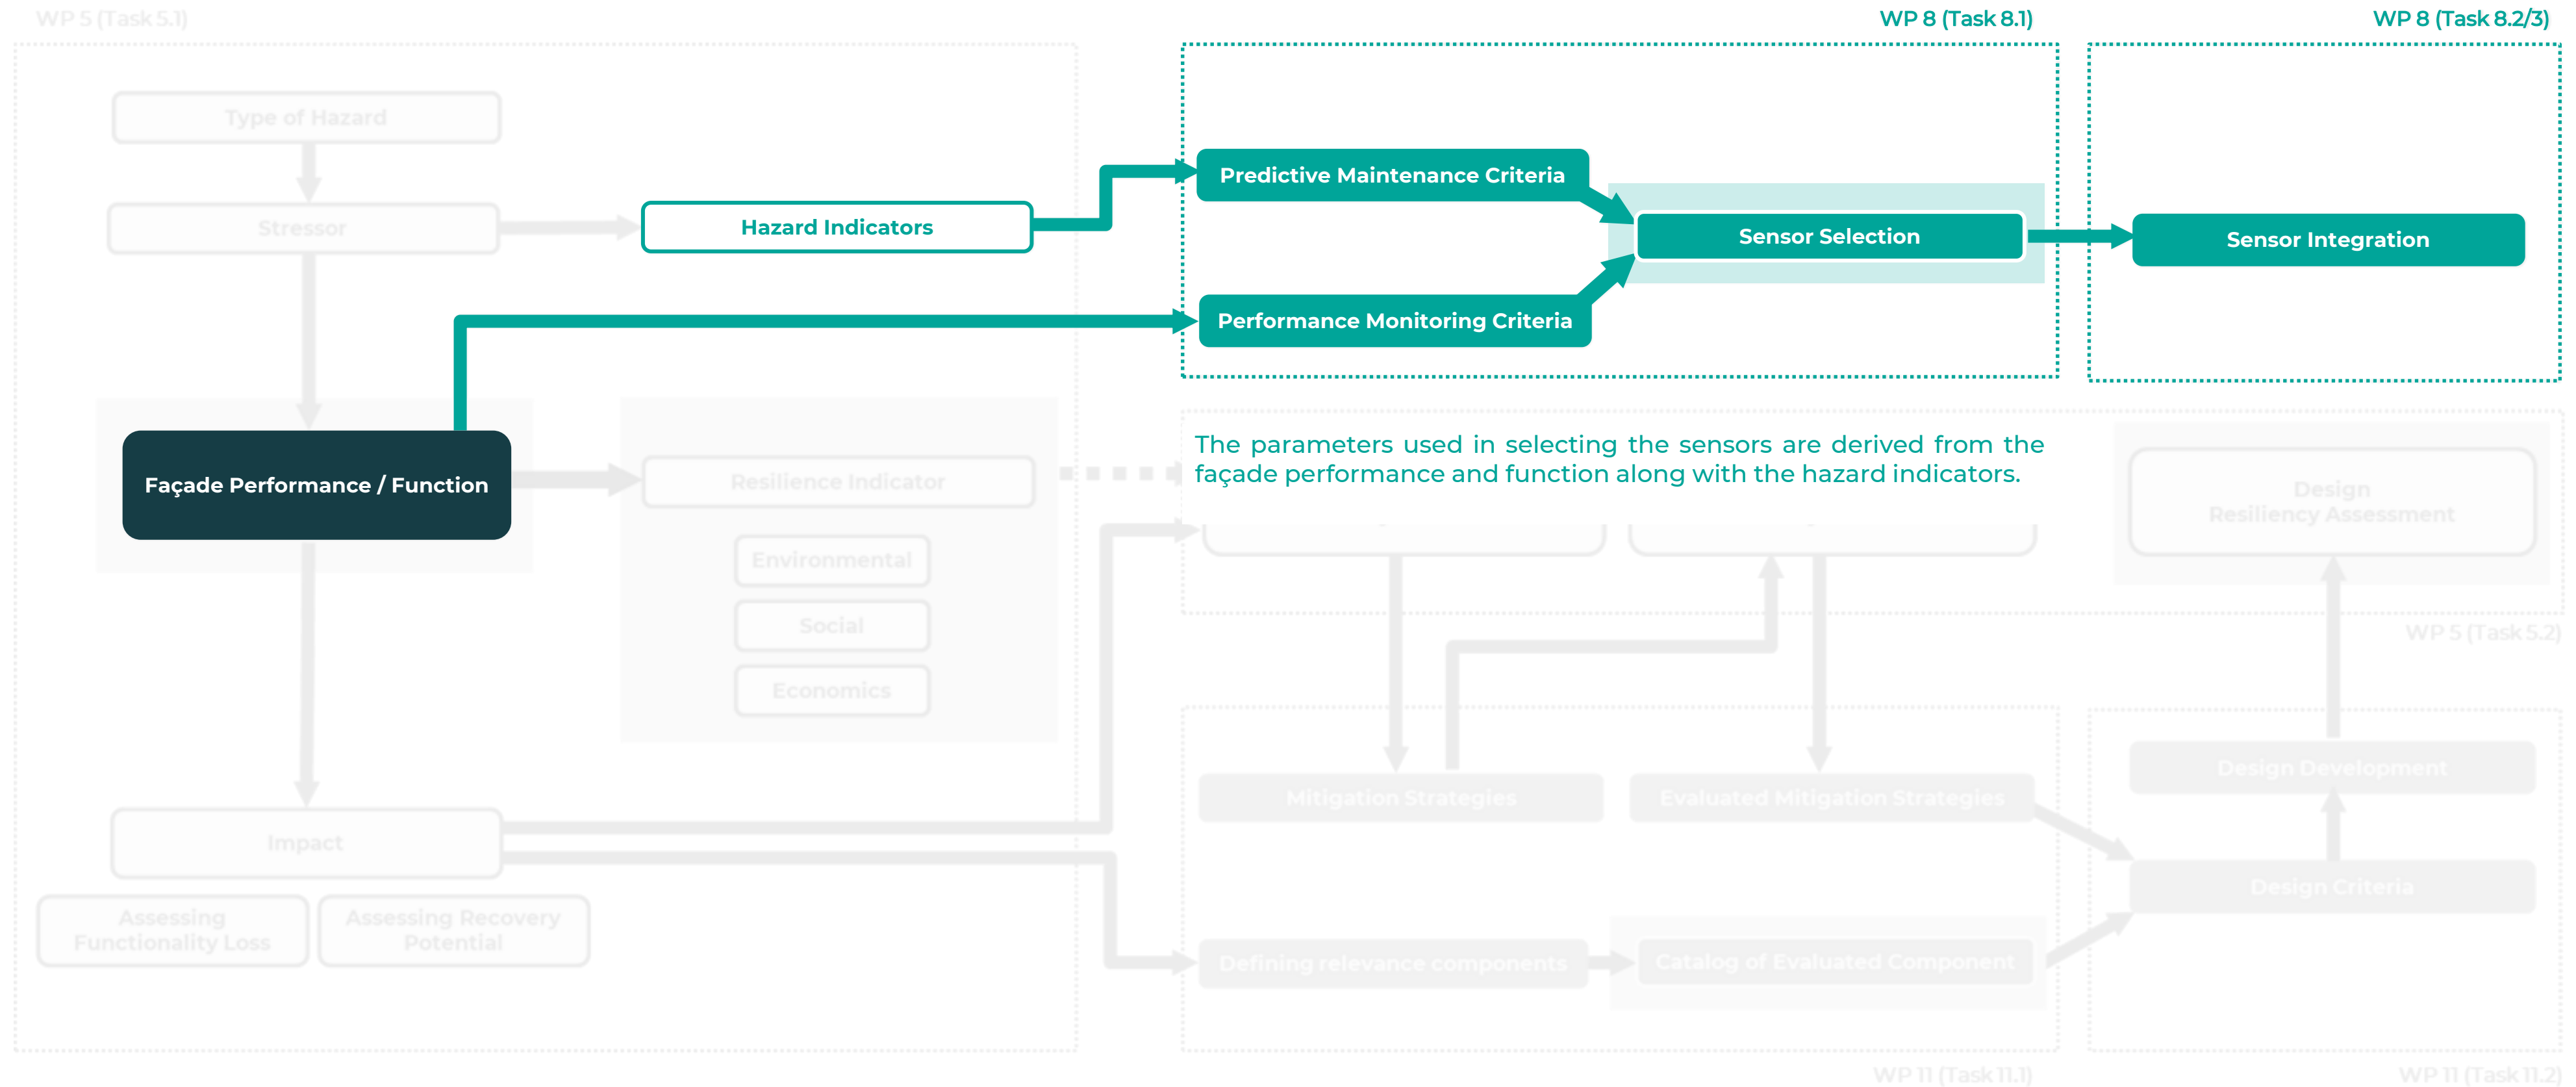 WP 5 (Task 5.1)
WP 8 (Task 8.1)
WP 8 (Task 8.2/3)
Type of Hazard
Stressor
Hazard Indicators
Predictive Maintenance Criteria
Sensor Selection
Sensor Integration
Performance Monitoring Criteria
Façade Performance / Function
Resilience Indicator
Environmental
Social
Economics
The parameters used in selecting the sensors are derived from the
façade performance and function along with the hazard indicators.
Design
Resiliency Assessment
WP 5 (Task 5.2)
Mitigation Strategies
Evaluated Mitigation Strategies
Design Development
Impact
Design Criteria
Assessing
Functionality Loss
Assessing Recovery
Potential
Defining relevance components
Catalog of Evaluated Component
WP 11 (Task 11.1)
WP 11 (Task 11.2)